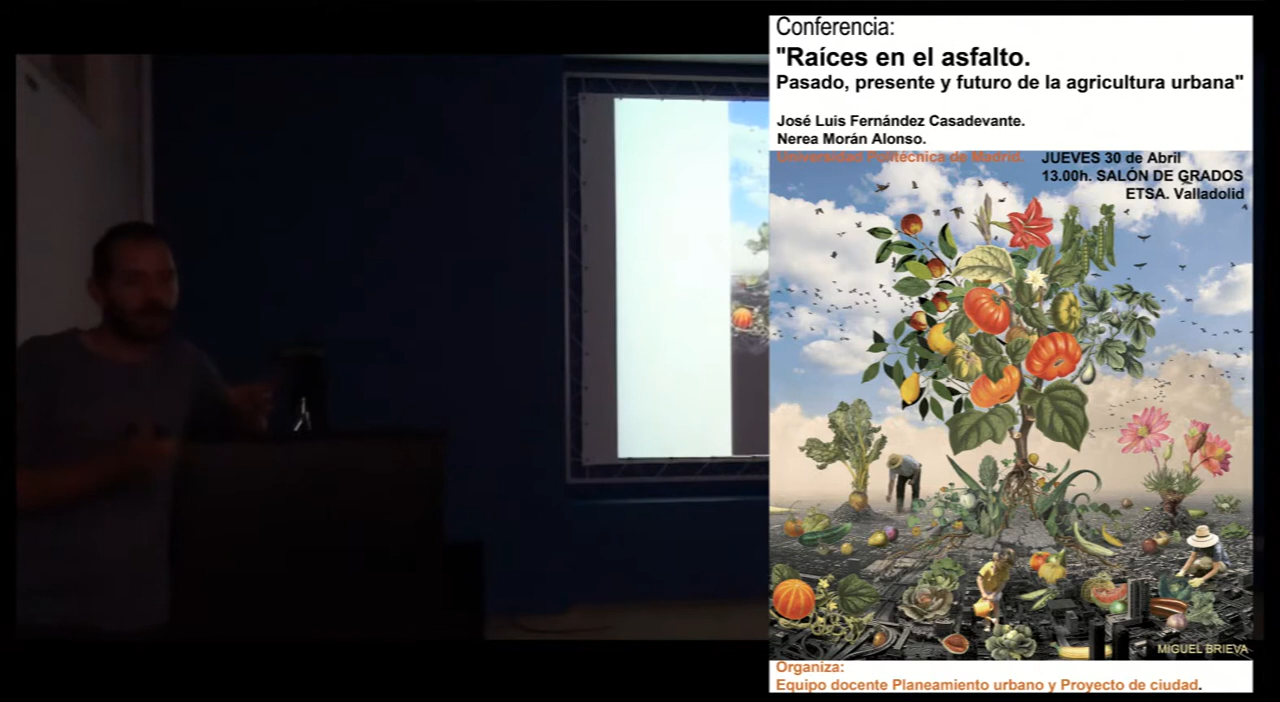 Conferencia:
"Raíces en el asfalto.
Pasado, presente y futuro de la agricultura urbana"
José Luis Fernández Casadevante.
Nerea Morán Alonso.
Universidad Politécnica de Madrid.
JUEVES 30 de Abril
13.00h. SALÓN DE GRADOS
ETSA. Valladolid
MIGUEL BRIEVA
Organiza:
Equipo docente Planeamiento urbano y Proyecto de ciudad.